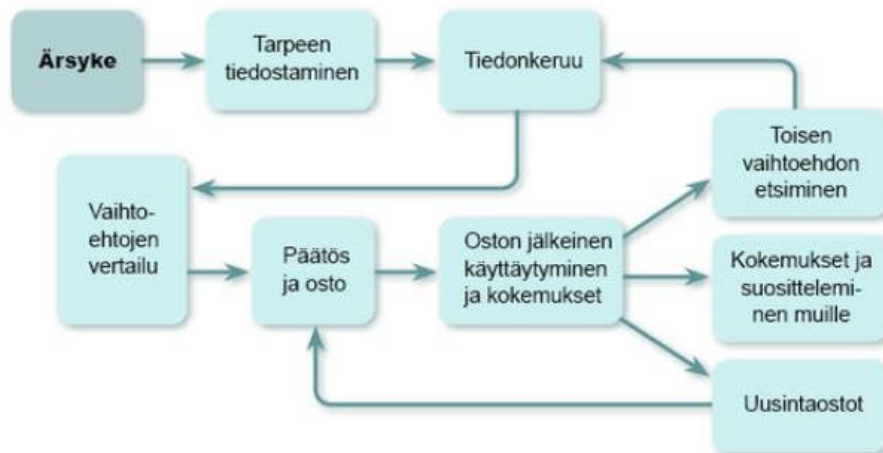 Ärsyke
Tarpeen
tiedostaminen
Tiedonkeruu
Vaihto-
ehtojen
vertailu
Päätös
ja osto
Oston jälkeinen
käyttäytyminen
ja kokemukset
Toisen
vaihtoehdon
etsiminen
Kokemukset ja
suosittelemi-
nen muille
Uusintaostot